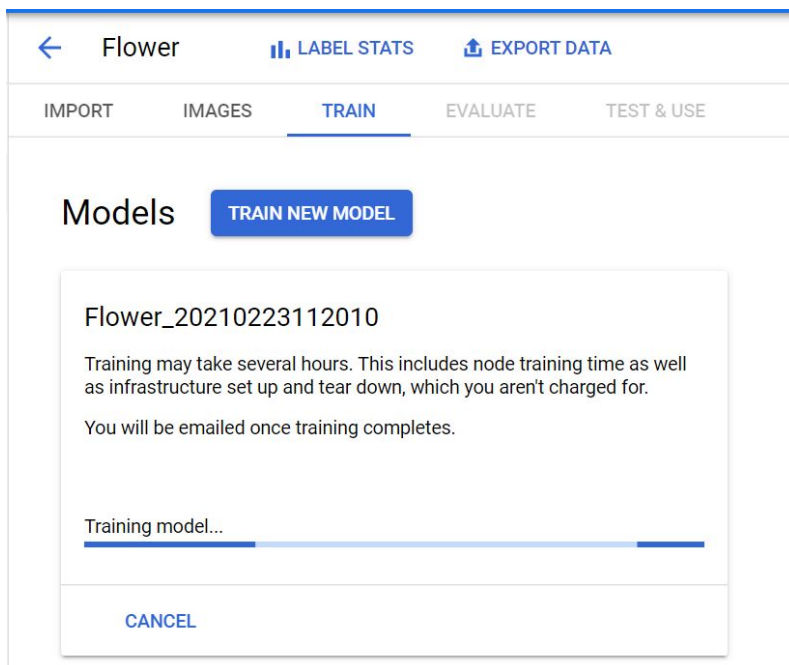 Flower LABEL STATS EXPORT DATA
IMPORT IMAGES TRAIN EVALUATE TEST & USE
Models TRAIN NEW MODEL
Flower_20210223112010
Training may take several hours. This includes node training time as well
as infrastructure set up and tear down, which you aren't charged for.
You will be emailed once training completes.
Training model...
CANCEL